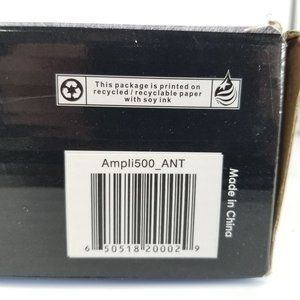 This package is printed on
recycled / recyclable paper
with soy ink
Ampli500_ANT
6 50518 20002 9
Made in China